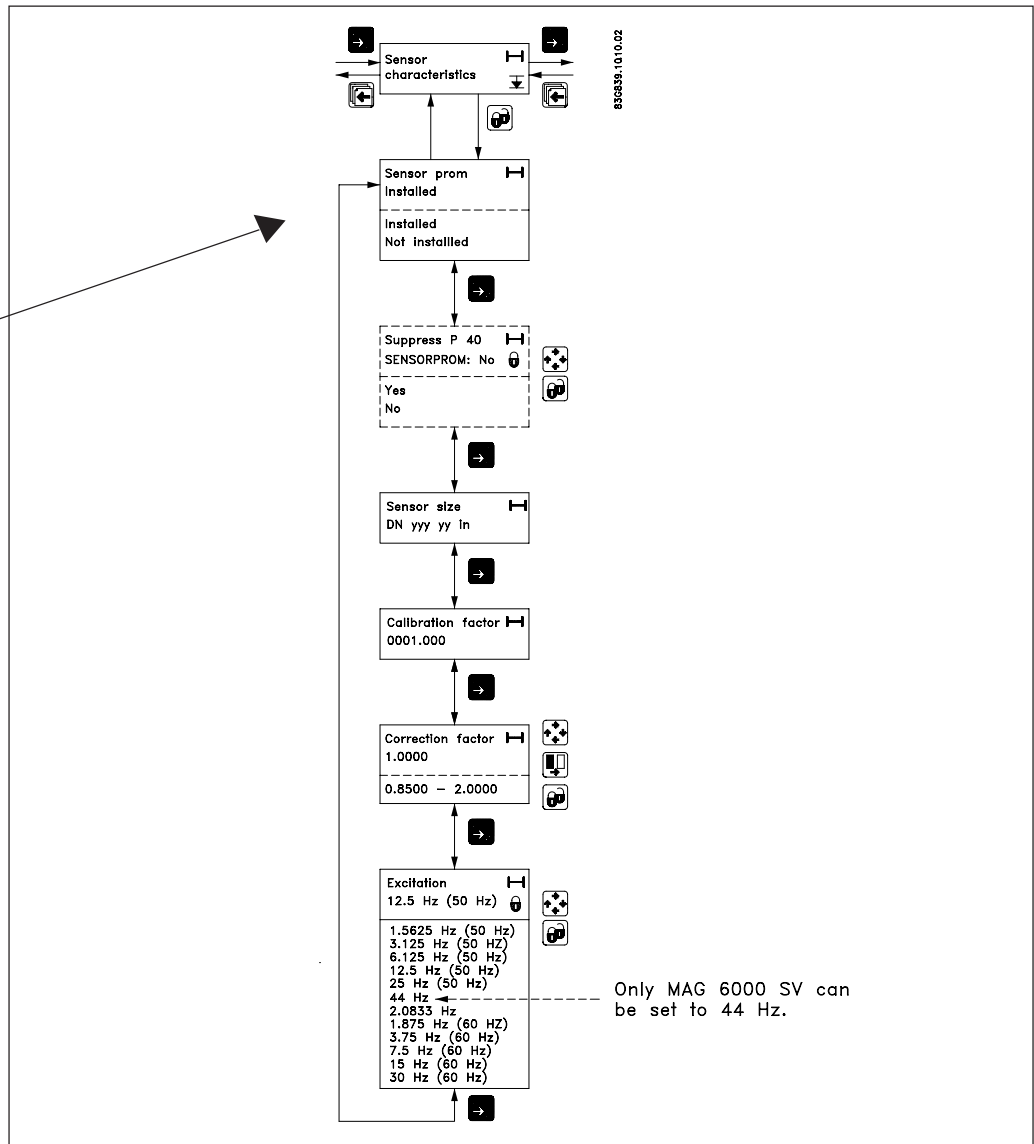 Sensor
characteristics
83G839.10.10.02
Sensor prom
Installed
Installed
Not installled
Suppress P 40
SENSORPROM: No
Yes
No
Sensor size
DN yyy yy in
Calibration factor
0001.000
Correction factor
1.0000
0.8500 – 2.0000
Excitation
12.5 Hz (50 Hz)
1.5625 Hz (50 Hz)
3.125 Hz (50 HZ)
6.125 Hz (50 Hz)
12.5 Hz (50 Hz)
25 Hz (50 Hz)
44 Hz
2.0833 Hz
1.875 Hz (60 HZ)
3.75 Hz (60 Hz)
7.5 Hz (60 Hz)
15 Hz (60 Hz)
30 Hz (60 Hz)
Only MAG 6000 SV can
be set to 44 Hz.